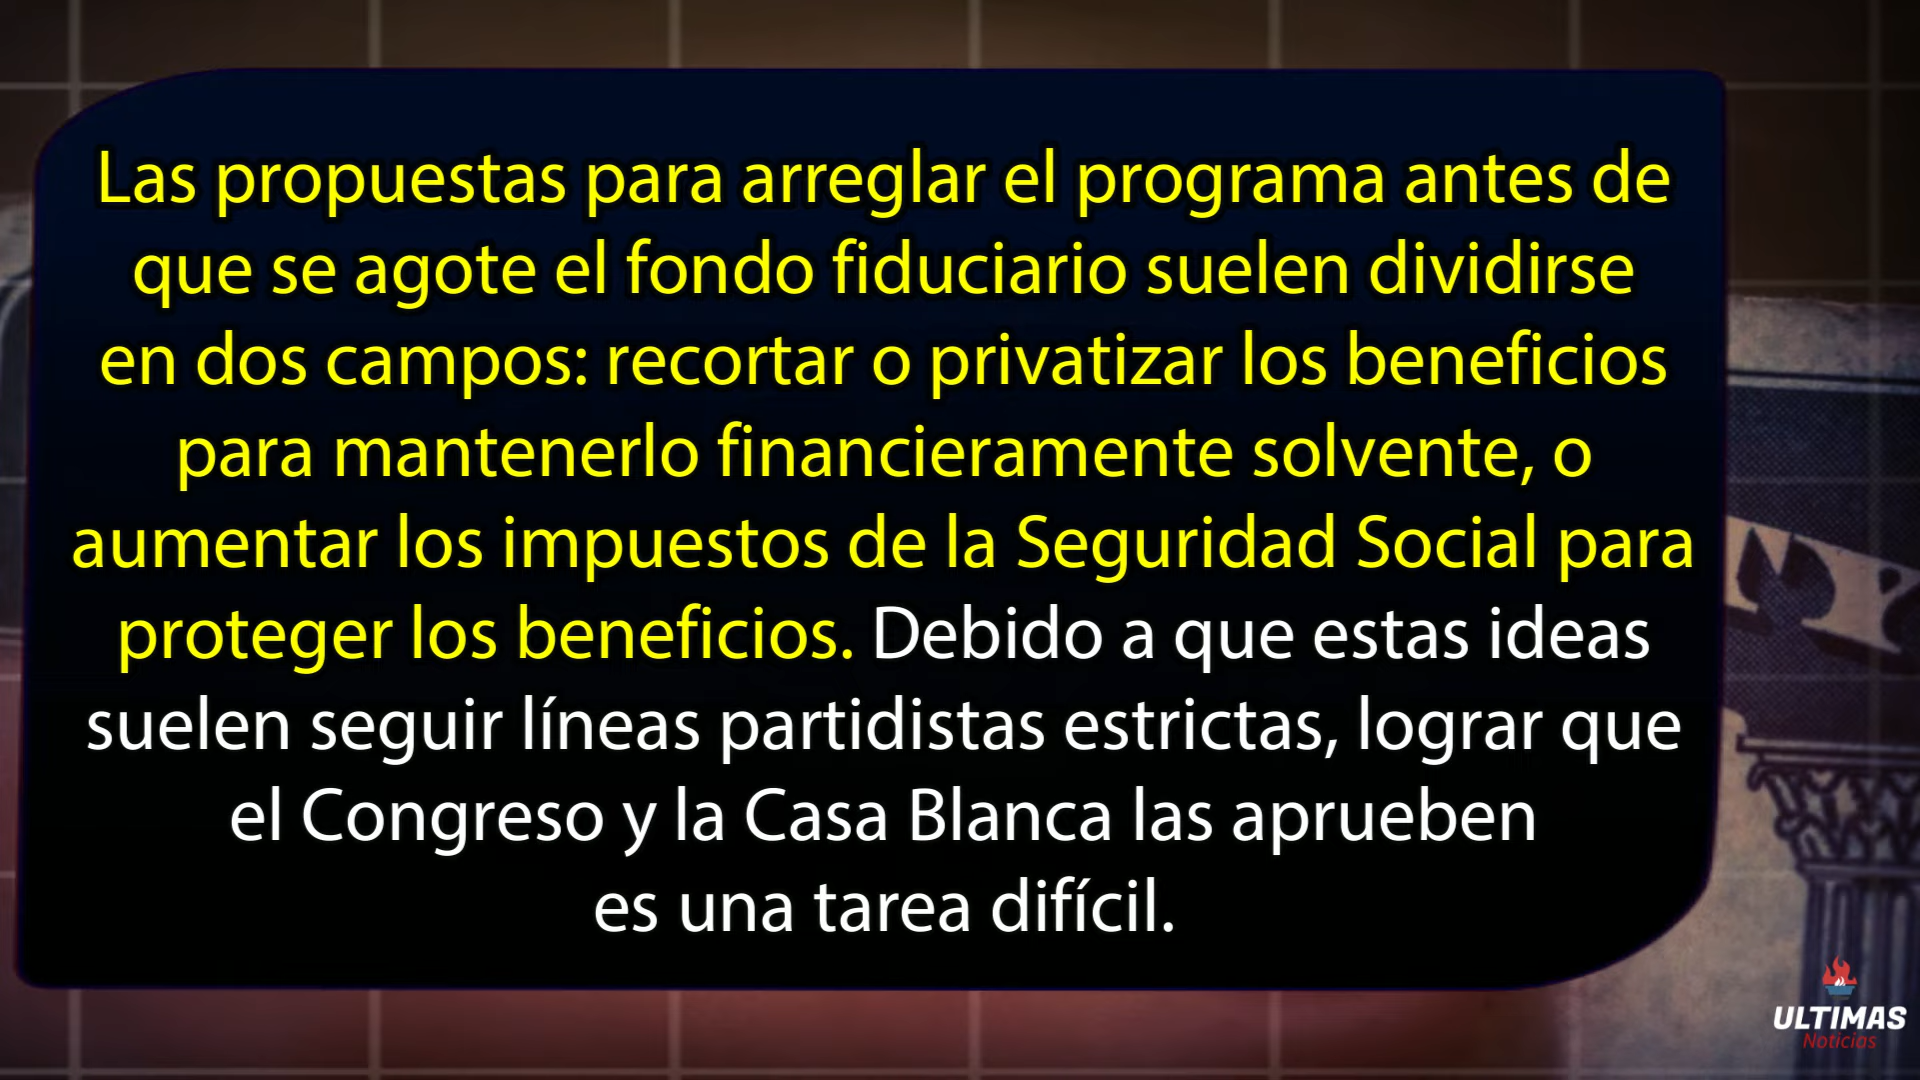 Las propuestas para arreglar el programa antes de
que se agote el fondo fiduciario suelen dividirse
en dos campos: recortar o privatizar los beneficios
para mantenerlo financieramente solvente, o
aumentar los impuestos de la Seguridad Social para
proteger los beneficios. Debido a que estas ideas
suelen seguir líneas partidistas estrictas, lograr que
el Congreso y la Casa Blanca las aprueben
es una tarea difícil.
ULTIMAS
Noticias